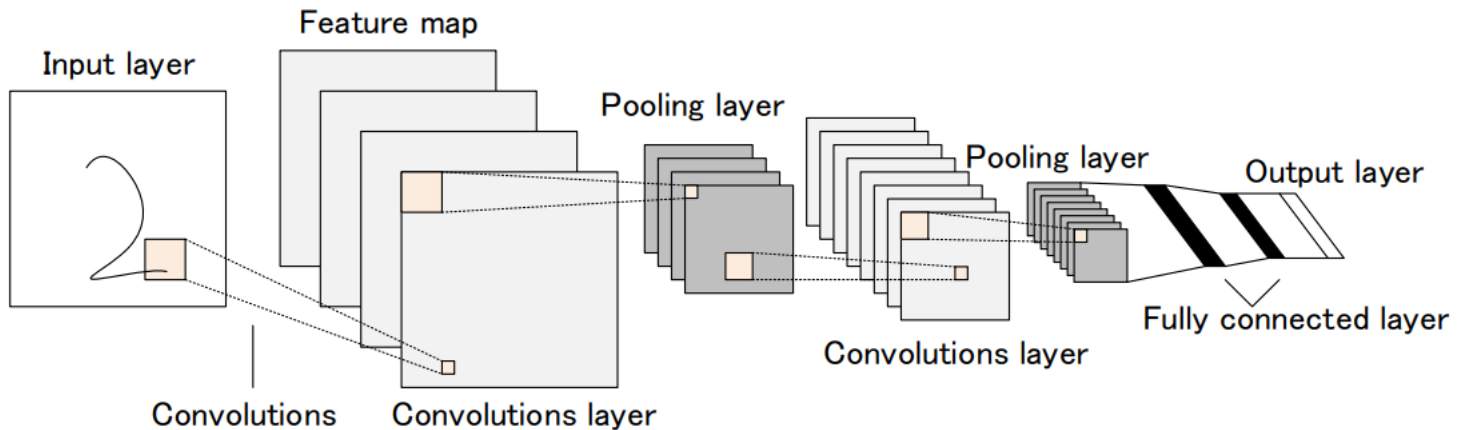 Feature map
Input layer
Pooling layer
Pooling layer
Output layer
Fully connected layer
Convolutions layer
Convolutions
Convolutions layer